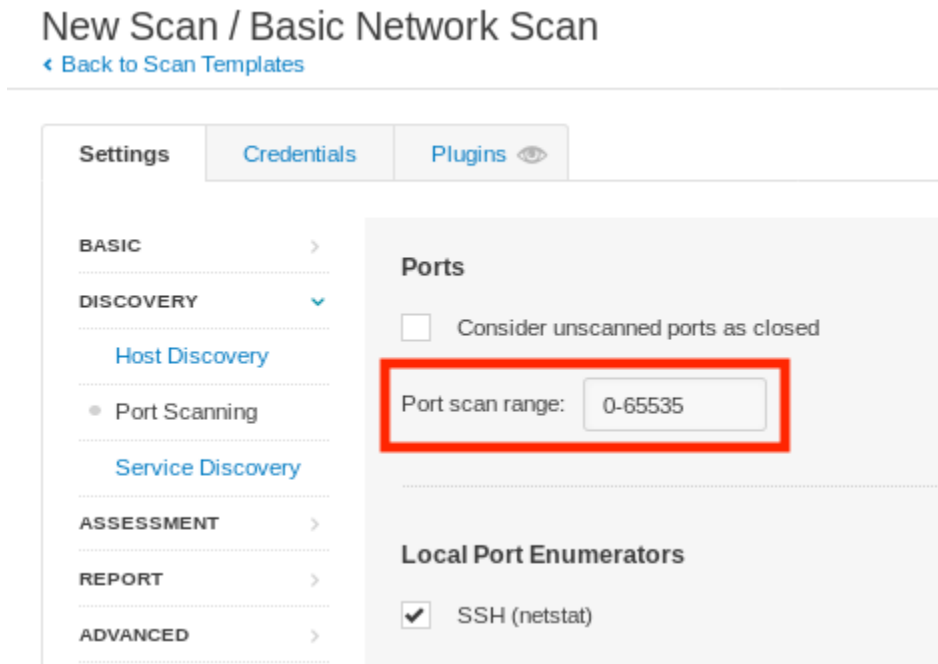 New Scan / Basic Network Scan
Back to Scan Templates
Settings
Credentials
Plugins
BASIC
DISCOVERY
Host Discovery
Port Scanning
Service Discovery
ASSESSMENT
REPORT
ADVANCED
Ports
Consider unscanned ports as closed
Port scan range: 0-65535
Local Port Enumerators
SSH (netstat)